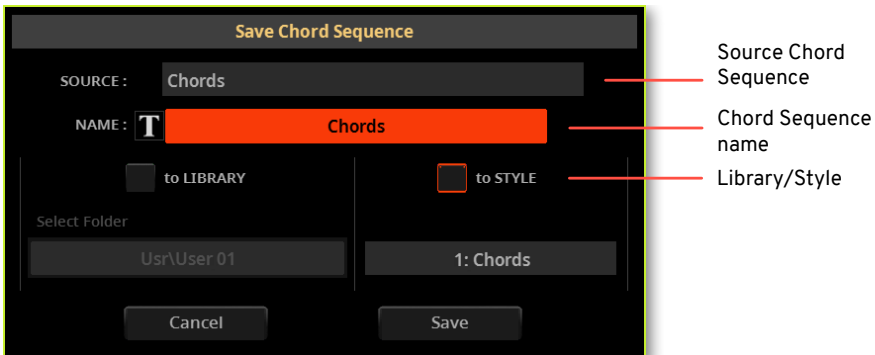 Save Chord Sequence
SOURCE : Chords
NAME : T Chords
to LIBRARY
to STYLE
Select Folder
Usr\User 01
1: Chords
Cancel
Save
Source Chord
Sequence
Chord Sequence
name
Library/Style